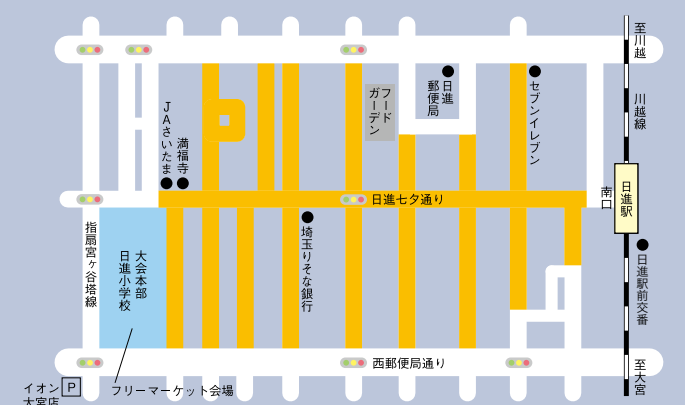 至川越
川越線
日進駅
南口
日進駅前交番
至大宮
セブンイレブン
日進
郵便局
フード
ガーデン
JAさいたま
満福寺
日進七夕通り
埼玉りそな銀行
指扇宮ヶ谷塔線
大会本部
日進小学校
西郵便局通り
フリーマーケット会場
イオン
大宮店
P